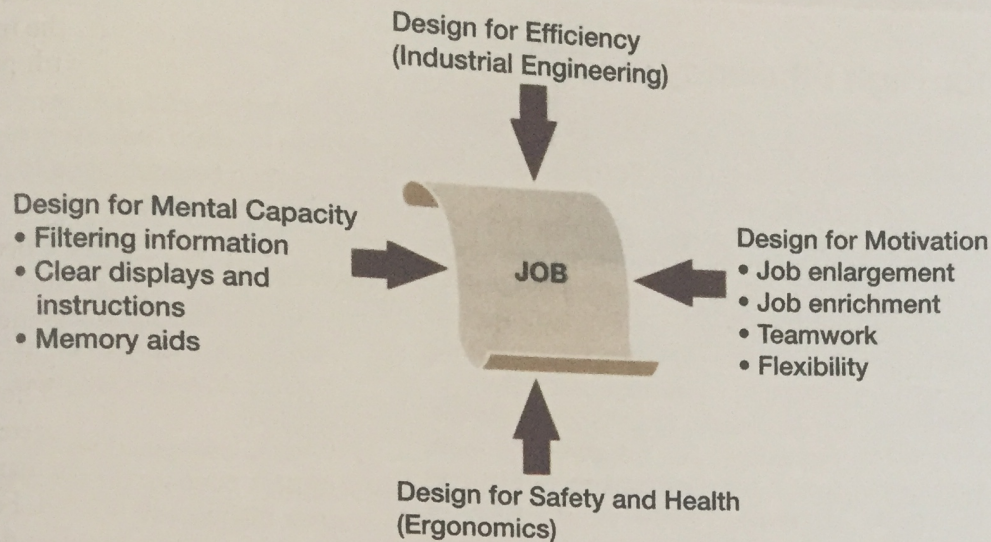 Design for Efficiency
(Industrial Engineering)
Design for Mental Capacity
• Filtering information
• Clear displays and
instructions
• Memory aids
JOB
Design for Motivation
• Job enlargement
• Job enrichment
• Teamwork
• Flexibility
Design for Safety and Health
(Ergonomics)